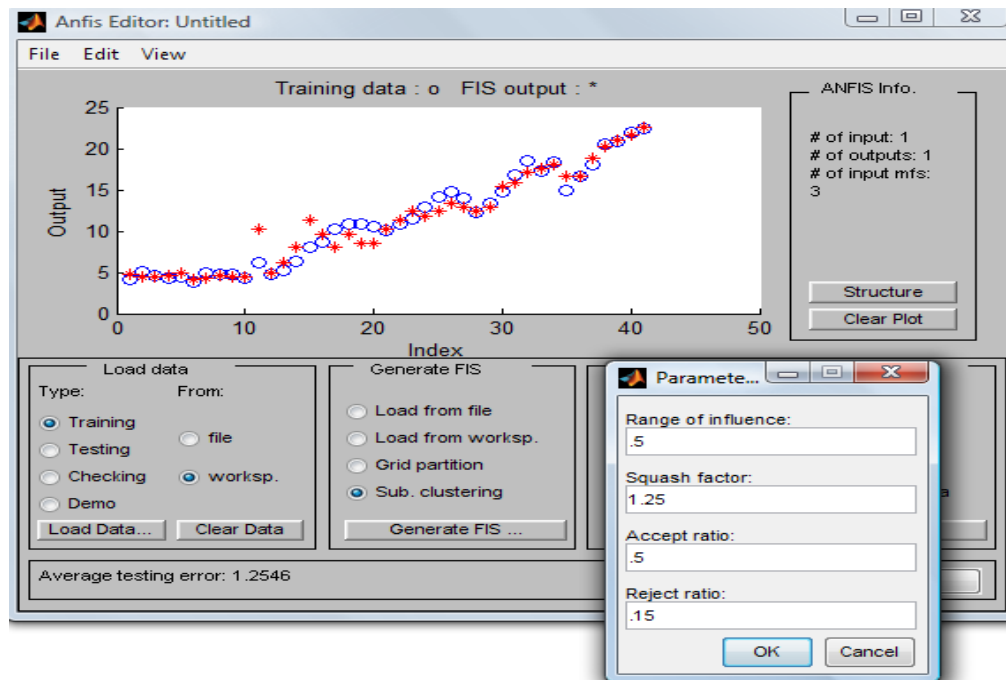 Anfis Editor: Untitled
File Edit View
Training data : o FIS output : *
25
20
15
10
5
0
Output
0 10 20 30 40 50
Index
ANFIS Info.
# of input: 1
# of outputs: 1
# of input mfs:
3
Structure
Clear Plot
Load data
Type: From:
Training
Testing
Checking
Demo
file
worksp.
Load Data... Clear Data
Generate FIS
Load from file
Load from worksp.
Grid partition
Sub. clustering
Generate FIS ...
Average testing error: 1.2546
Paramete...
Range of influence:
.5
Squash factor:
1.25
Accept ratio:
.5
Reject ratio:
.15
OK Cancel